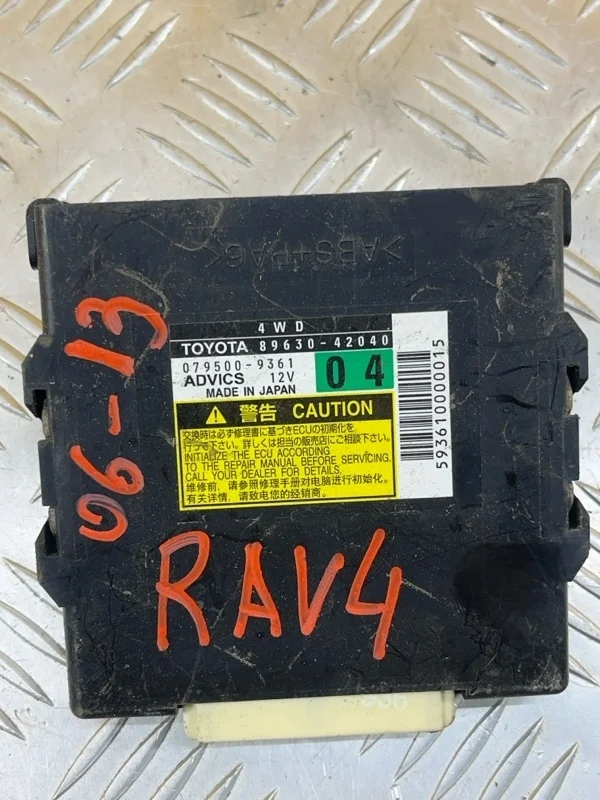 >ABS+PA6<
4WD
TOYOTA 89630-42040
079500-9361
ADVICS 12V
MADE IN JAPAN
04
593610000015
! 警告 CAUTION
交換時は必ず修理書に基づきECUの初期化を
行って下さい。詳しくは担当の販売店にご相談下さい。
INITIALIZE THE ECU ACCORDING
TO THE REPAIR MANUAL BEFORE SERVICING.
CALL YOUR DEALER FOR DETAILS.
维修前，请参照修理手册对电脑进行初始化。
有关详情，请致电您的经销商。
06-13
RAV4